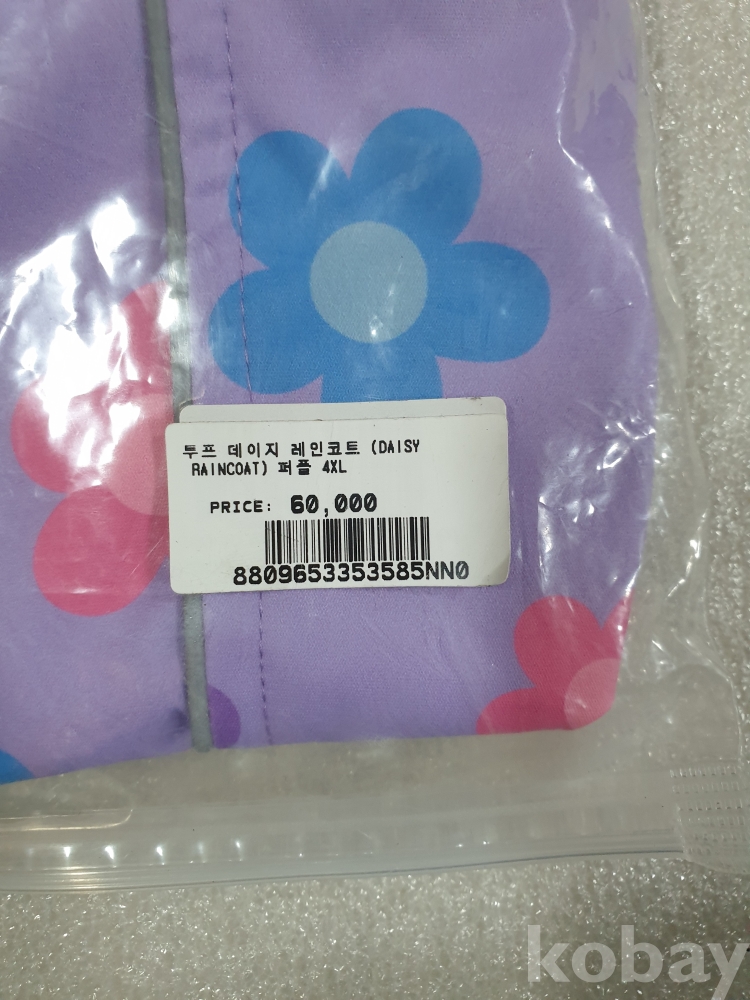 투프 데이지 레인코트 (DAISY
RAINCOAT) 퍼플 4XL
PRICE: 60,000
8809653353585NN0
kobay